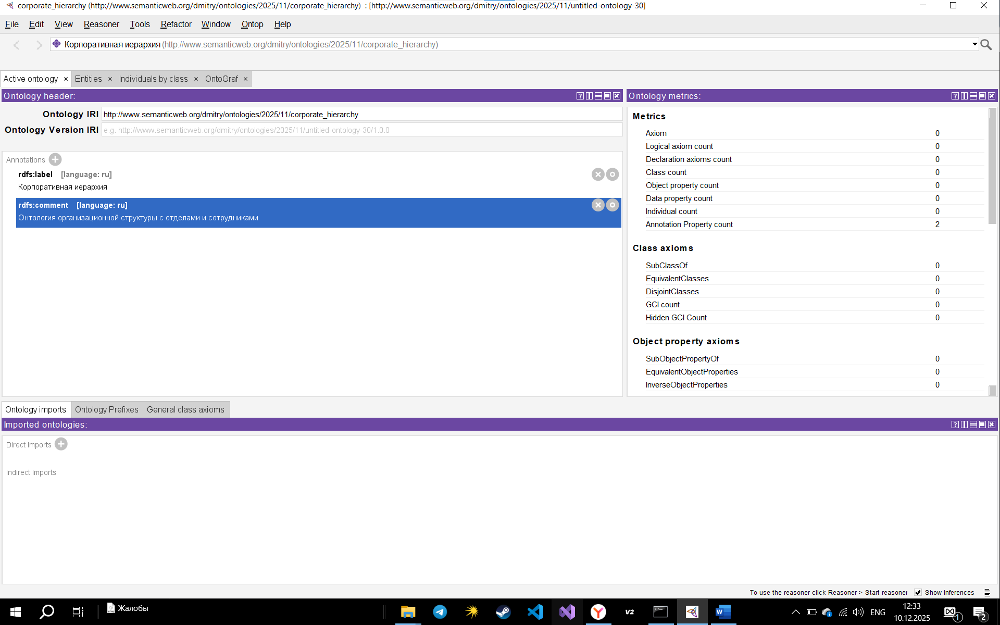 corporate_hierarchy (http://www.semanticweb.org/dmitry/ontologies/2025/11/corporate_hierarchy)  : [http://www.semanticweb.org/dmitry/ontologies/2025/11/untitled-ontology-30]
File Edit View Reasoner Tools Refactor Window Ontop Help
Корпоративная иерархия (http://www.semanticweb.org/dmitry/ontologies/2025/11/corporate_hierarchy)
Active ontology × Entities × Individuals by class × OntoGraf ×
Ontology header:
Ontology IRI http://www.semanticweb.org/dmitry/ontologies/2025/11/corporate_hierarchy
Ontology Version IRI e.g. http://www.semanticweb.org/dmitry/ontologies/2025/11/untitled-ontology-30/1.0.0
Annotations
rdfs:label [language: ru]
Корпоративная иерархия
rdfs:comment [language: ru]
Онтология организационной структуры с отделами и сотрудниками
Ontology metrics:
Metrics
Axiom 0
Logical axiom count 0
Declaration axioms count 0
Class count 0
Object property count 0
Data property count 0
Individual count 0
Annotation Property count 2
Class axioms
SubClassOf 0
EquivalentClasses 0
DisjointClasses 0
GCI count 0
Hidden GCI Count 0
Object property axioms
SubObjectPropertyOf 0
EquivalentObjectProperties 0
InverseObjectProperties 0
Ontology imports Ontology Prefixes General class axioms
Imported ontologies:
Direct Imports
Indirect Imports
To use the reasoner click Reasoner > Start reasoner Show Inferences
Жалобы
V2
ENG
12:33
10.12.2025
1
2